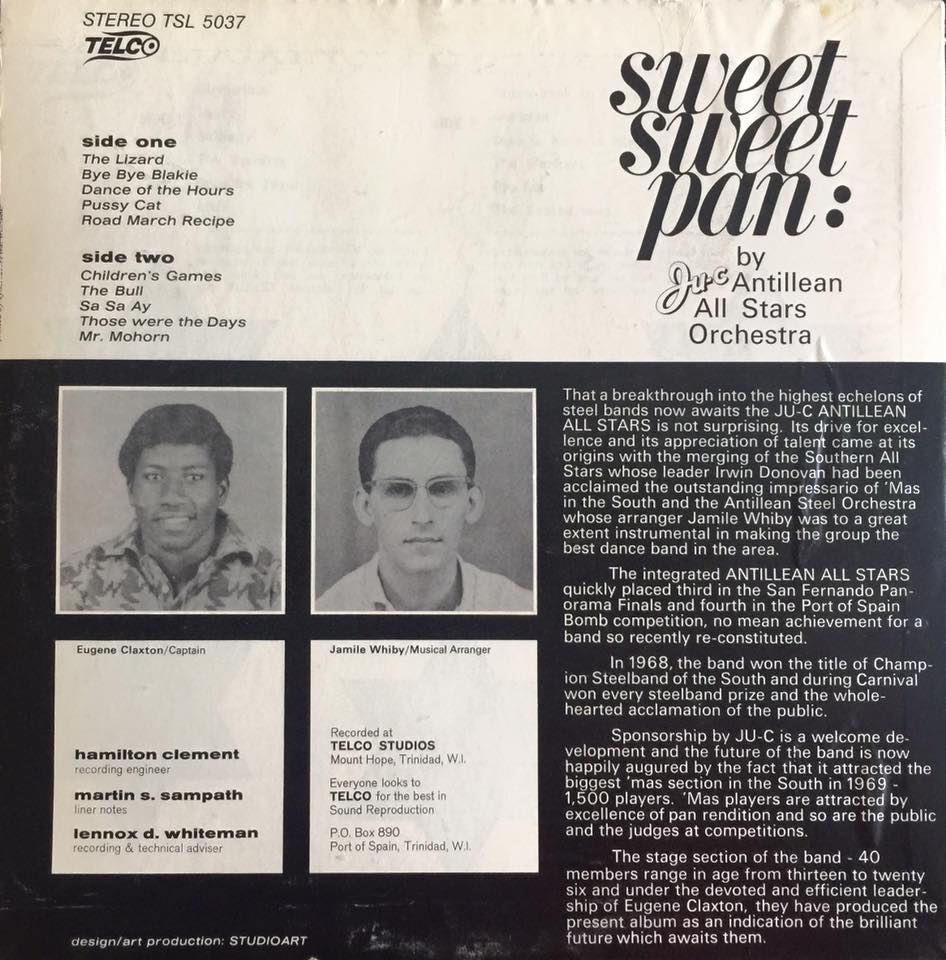 STEREO TSL 5037
TELCO
side one
The Lizard
Bye Bye Blakie
Dance of the Hours
Pussy Cat
Road March Recipe
side two
Children's Games
The Bull
Sa Sa Ay
Those were the Days
Mr. Mohorn
sweet
sweet
pan:
by
Ju-C Antillean
All Stars
Orchestra
Eugene Claxton/Captain
hamilton clement
recording engineer
martin s. sampath
liner notes
lennox d. whiteman
recording & technical adviser
Jamile Whiby/Musical Arranger
Recorded at
TELCO STUDIOS
Mount Hope, Trinidad, W.I.
Everyone looks to
TELCO for the best in
Sound Reproduction
P.O. Box 890
Port of Spain, Trinidad, W.I.
design/art production: STUDIOART
That a breakthrough into the highest echelons of
steel bands now awaits the JU-C ANTILLEAN
ALL STARS is not surprising. Its drive for excel-
lence and its appreciation of talent came at its
origins with the merging of the Southern All
Stars whose leader Irwin Donovan had been
acclaimed the outstanding impressario of 'Mas
in the South and the Antillean Steel Orchestra
whose arranger Jamile Whiby was to a great
extent instrumental in making the group the
best dance band in the area.
The integrated ANTILLEAN ALL STARS
quickly placed third in the San Fernando Pan-
orama Finals and fourth in the Port of Spain
Bomb competition, no mean achievement for a
band so recently re-constituted.
In 1968, the band won the title of Champ-
ion Steelband of the South and during Carnival
won every steelband prize and the whole-
hearted acclamation of the public.
Sponsorship by JU-C is a welcome de-
velopment and the future of the band is now
happily augured by the fact that it attracted the
biggest 'mas section in the South in 1969 -
1,500 players. 'Mas players are attracted by
excellence of pan rendition and so are the public
and the judges at competitions.
The stage section of the band - 40
members range in age from thirteen to twenty
six and under the devoted and efficient leader-
ship of Eugene Claxton, they have produced the
present album as an indication of the brilliant
future which awaits them.